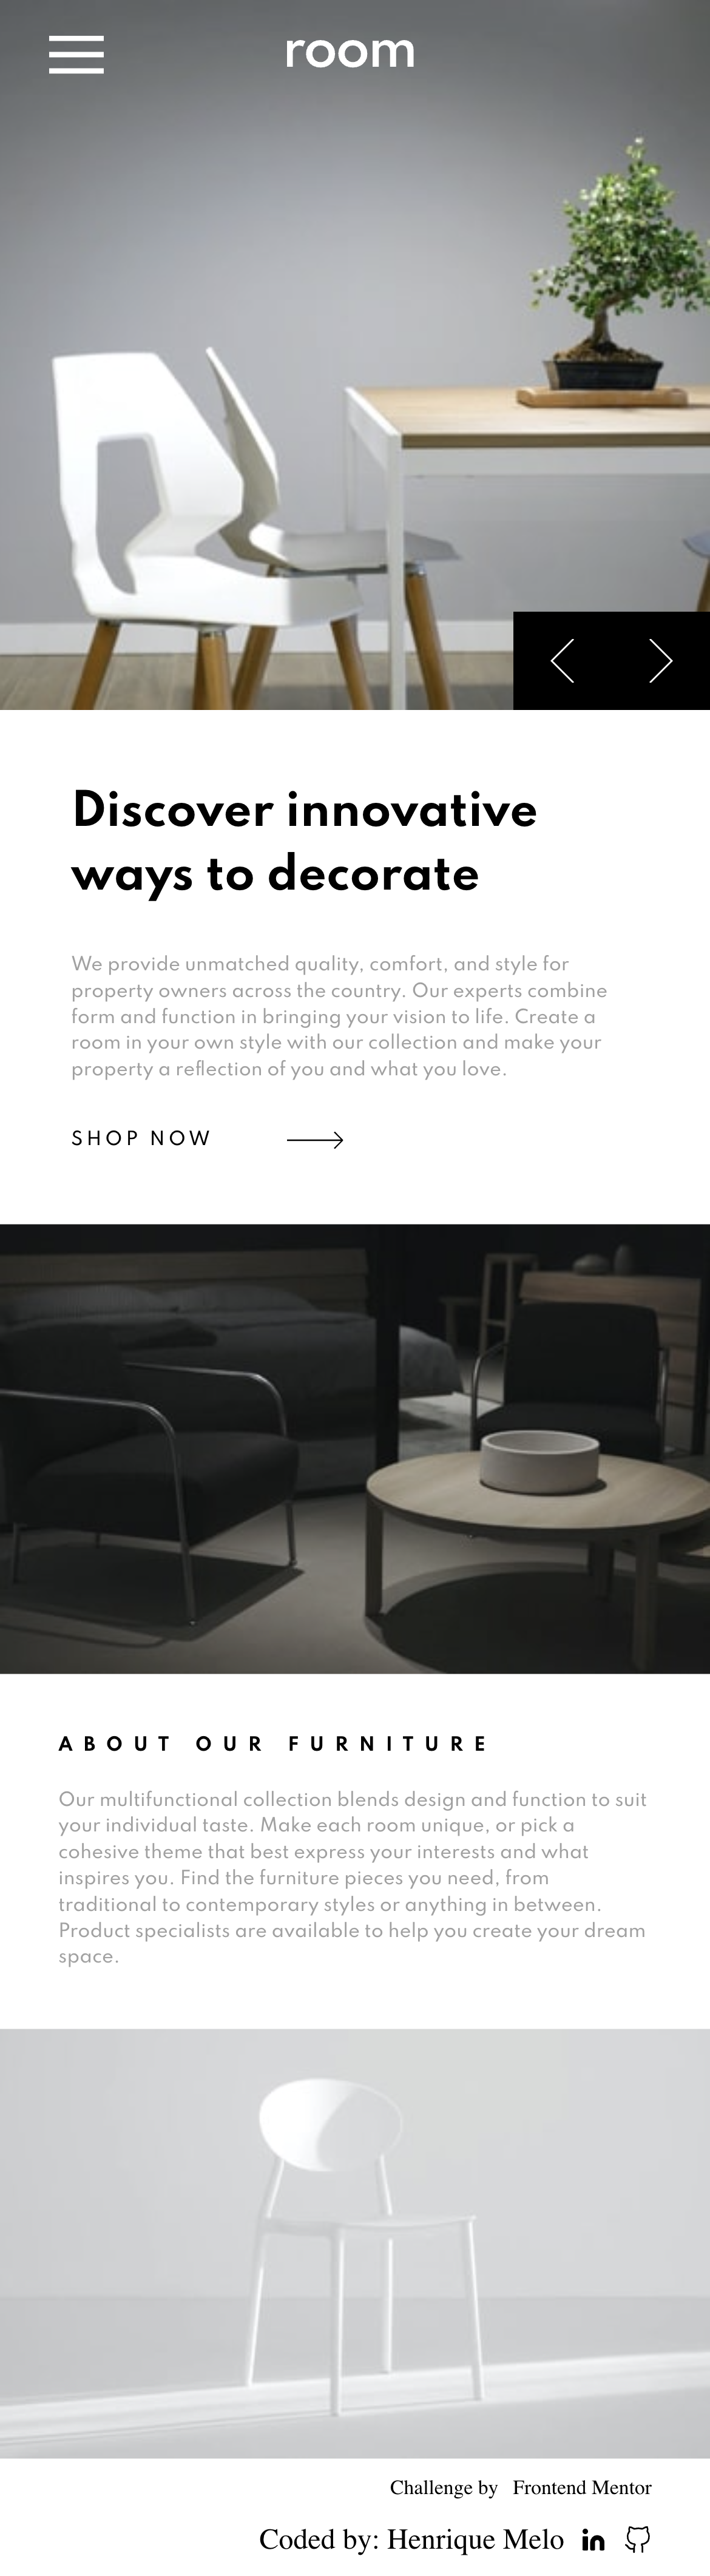 room
Discover innovative
ways to decorate
We provide unmatched quality, comfort, and style for
property owners across the country. Our experts combine
form and function in bringing your vision to life. Create a
room in your own style with our collection and make your
property a reflection of you and what you love.
SHOP NOW
ABOUT OUR FURNITURE
Our multifunctional collection blends design and function to suit
your individual taste. Make each room unique, or pick a
cohesive theme that best express your interests and what
inspires you. Find the furniture pieces you need, from
traditional to contemporary styles or anything in between.
Product specialists are available to help you create your dream
space.
Challenge by Frontend Mentor
Coded by: Henrique Melo